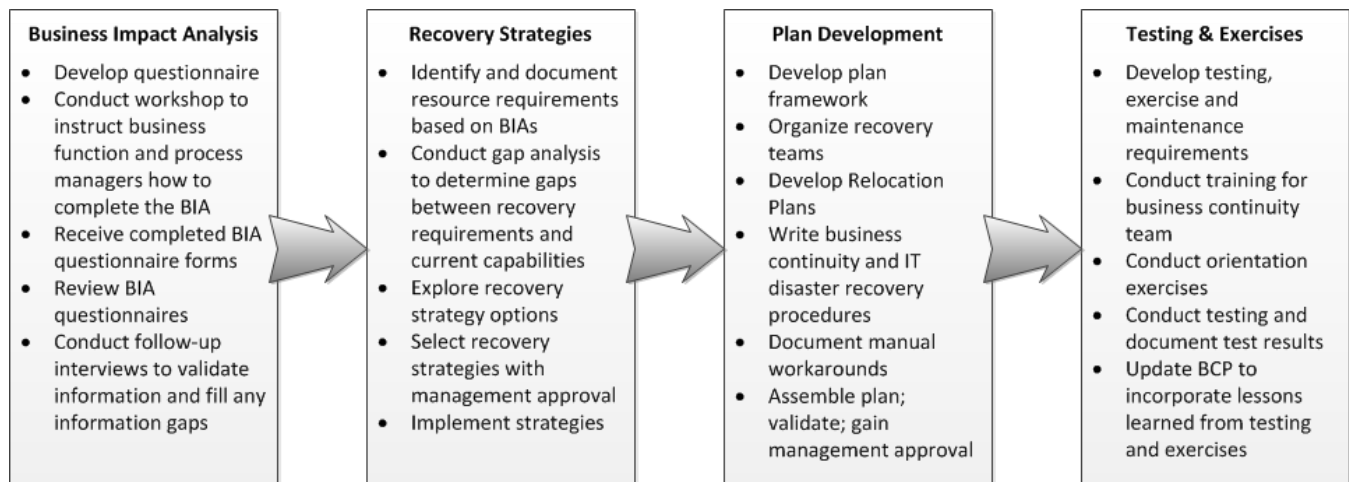 Business Impact Analysis
• Develop questionnaire
• Conduct workshop to
instruct business
function and process
managers how to
complete the BIA
• Receive completed BIA
questionnaire forms
• Review BIA
questionnaires
• Conduct follow-up
interviews to validate
information and fill any
information gaps
Recovery Strategies
• Identify and document
resource requirements
based on BIAs
• Conduct gap analysis
to determine gaps
between recovery
requirements and
current capabilities
• Explore recovery
strategy options
• Select recovery
strategies with
management approval
• Implement strategies
Plan Development
• Develop plan
framework
• Organize recovery
teams
• Develop Relocation
Plans
• Write business
continuity and IT
disaster recovery
procedures
• Document manual
workarounds
• Assemble plan;
validate; gain
management approval
Testing & Exercises
• Develop testing,
exercise and
maintenance
requirements
• Conduct training for
business continuity
team
• Conduct orientation
exercises
• Conduct testing and
document test results
• Update BCP to
incorporate lessons
learned from testing
and exercises